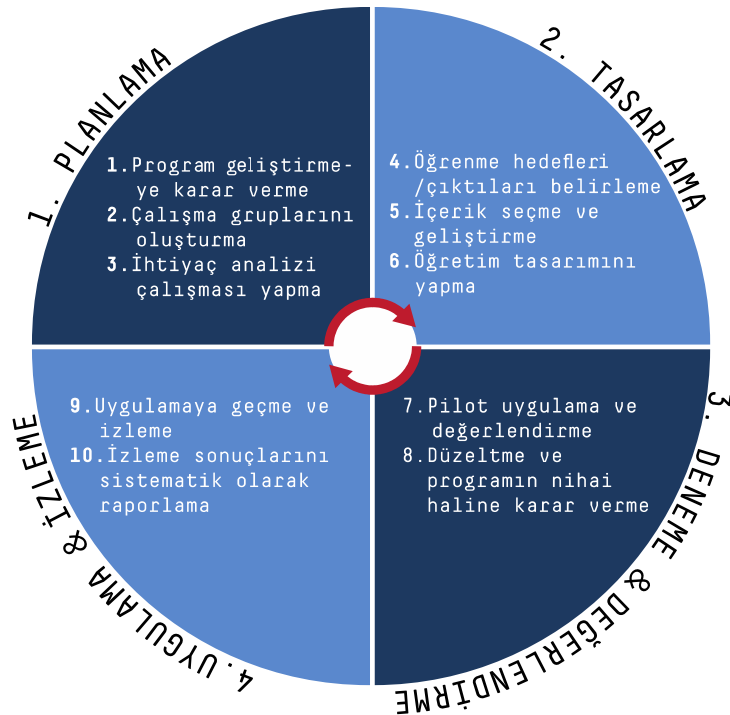 1. PLANLAMA
1.Program geliştirme-
ye karar verme
2.Çalışma gruplarını
oluşturma
3.İhtiyaç analizi
çalışması yapma
2. TASARLAMA
4.Öğrenme hedefleri
/çıktıları belirleme
5.İçerik seçme ve
geliştirme
6.Öğretim tasarımını
yapma
3. DENEME & DEĞERLENDİRME
7.Pilot uygulama ve
değerlendirme
8.Düzeltme ve
programın nihai
haline karar verme
4. UYGULAMA & İZLEME
9.Uygulamaya geçme ve
izleme
10.İzleme sonuçlarını
sistematik olarak
raporlama